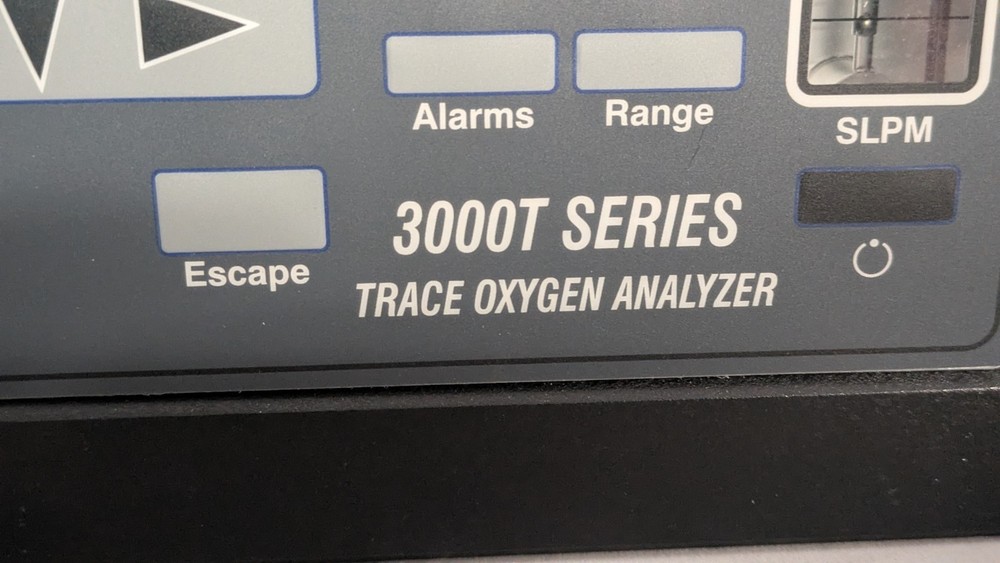 Alarms
Range
SLPM
Escape
3000T SERIES
TRACE OXYGEN ANALYZER